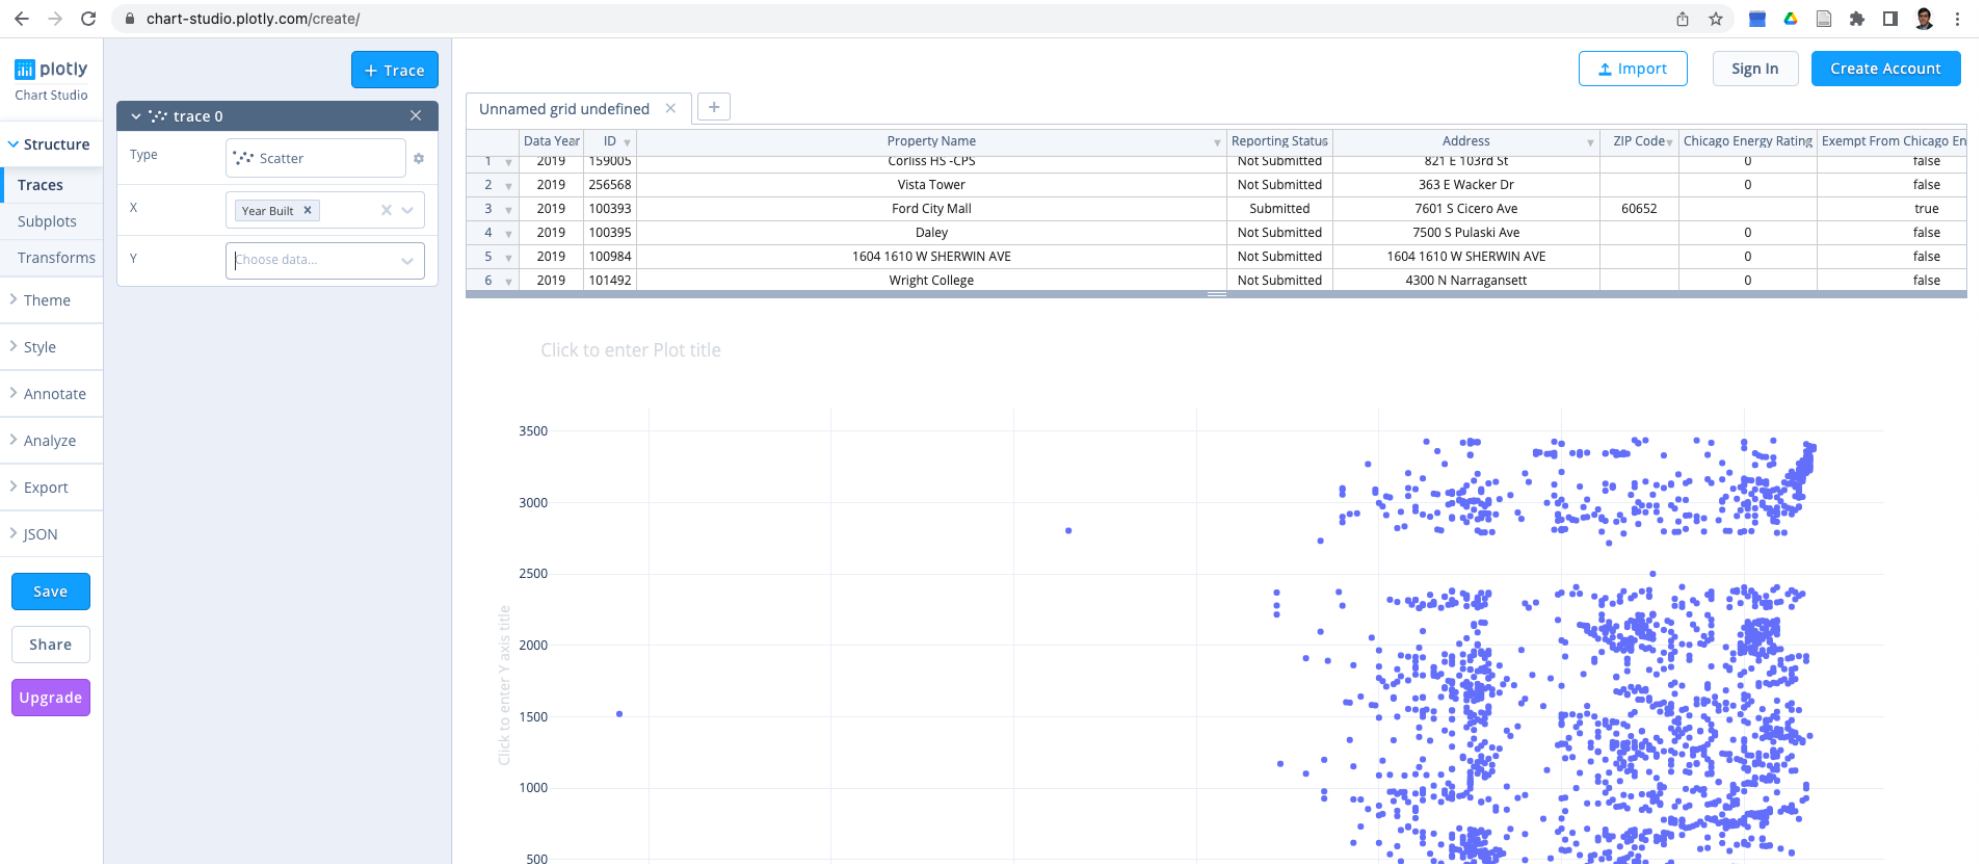 chart-studio.plotly.com/create/
plotly
Chart Studio
+ Trace
Import
Sign In
Create Account
trace 0
Structure
Type
Scatter
Traces
X
Year Built
Subplots
Y
Choose data...
Transforms
Theme
Style
Annotate
Analyze
Export
JSON
Save
Share
Upgrade
Unnamed grid undefined
Data Year ID Property Name Reporting Status Address ZIP Code Chicago Energy Rating Exempt From Chicago En
1 2019 159005 Corliss HS -CPS Not Submitted 821 E 103rd St 0 false
2 2019 256568 Vista Tower Not Submitted 363 E Wacker Dr 0 false
3 2019 100393 Ford City Mall Submitted 7601 S Cicero Ave 60652 true
4 2019 100395 Daley Not Submitted 7500 S Pulaski Ave 0 false
5 2019 100984 1604 1610 W SHERWIN AVE Not Submitted 1604 1610 W SHERWIN AVE 0 false
6 2019 101492 Wright College Not Submitted 4300 N Narragansett 0 false
Click to enter Plot title
Click to enter Y axis title
3500
3000
2500
2000
1500
1000
500